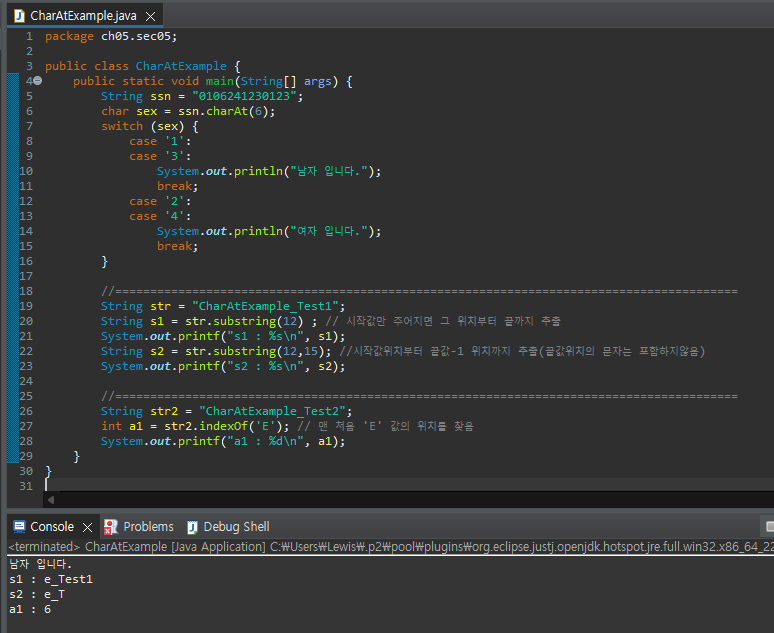 CharAtExample.java
1 package ch05.sec05;
2
3 public class CharAtExample {
4 public static void main(String[] args) {
5 String ssn = "0106241230123";
6 char sex = ssn.charAt(6);
7 switch (sex) {
8 case '1':
9 case '3':
10 System.out.println("남자 입니다.");
11 break;
12 case '2':
13 case '4':
14 System.out.println("여자 입니다.");
15 break;
16 }
17
18 //========================================================================================
19 String str = "CharAtExample_Test1";
20 String s1 = str.substring(12) ; // 시작값만 주어지면 그 위치부터 끝까지 추출
21 System.out.printf("s1 : %s\n", s1);
22 String s2 = str.substring(12,15); //시작값위치부터 끝값-1 위치까지 추출(끝값위치의 문자는 포함하지않음)
23 System.out.printf("s2 : %s\n", s2);
24
25 //========================================================================================
26 String str2 = "CharAtExample_Test2";
27 int a1 = str2.indexOf('E'); // 맨 처음 'E' 값의 위치를 찾음
28 System.out.printf("a1 : %d\n", a1);
29 }
30 }
31
Console Problems Debug Shell
<terminated> CharAtExample [Java Application] C:₩Users₩Lewis₩.p2₩pool₩plugins₩org.eclipse.justj.openjdk.hotspot.jre.full.win32.x86_64_22
남자 입니다.
s1 : e_Test1
s2 : e_T
a1 : 6